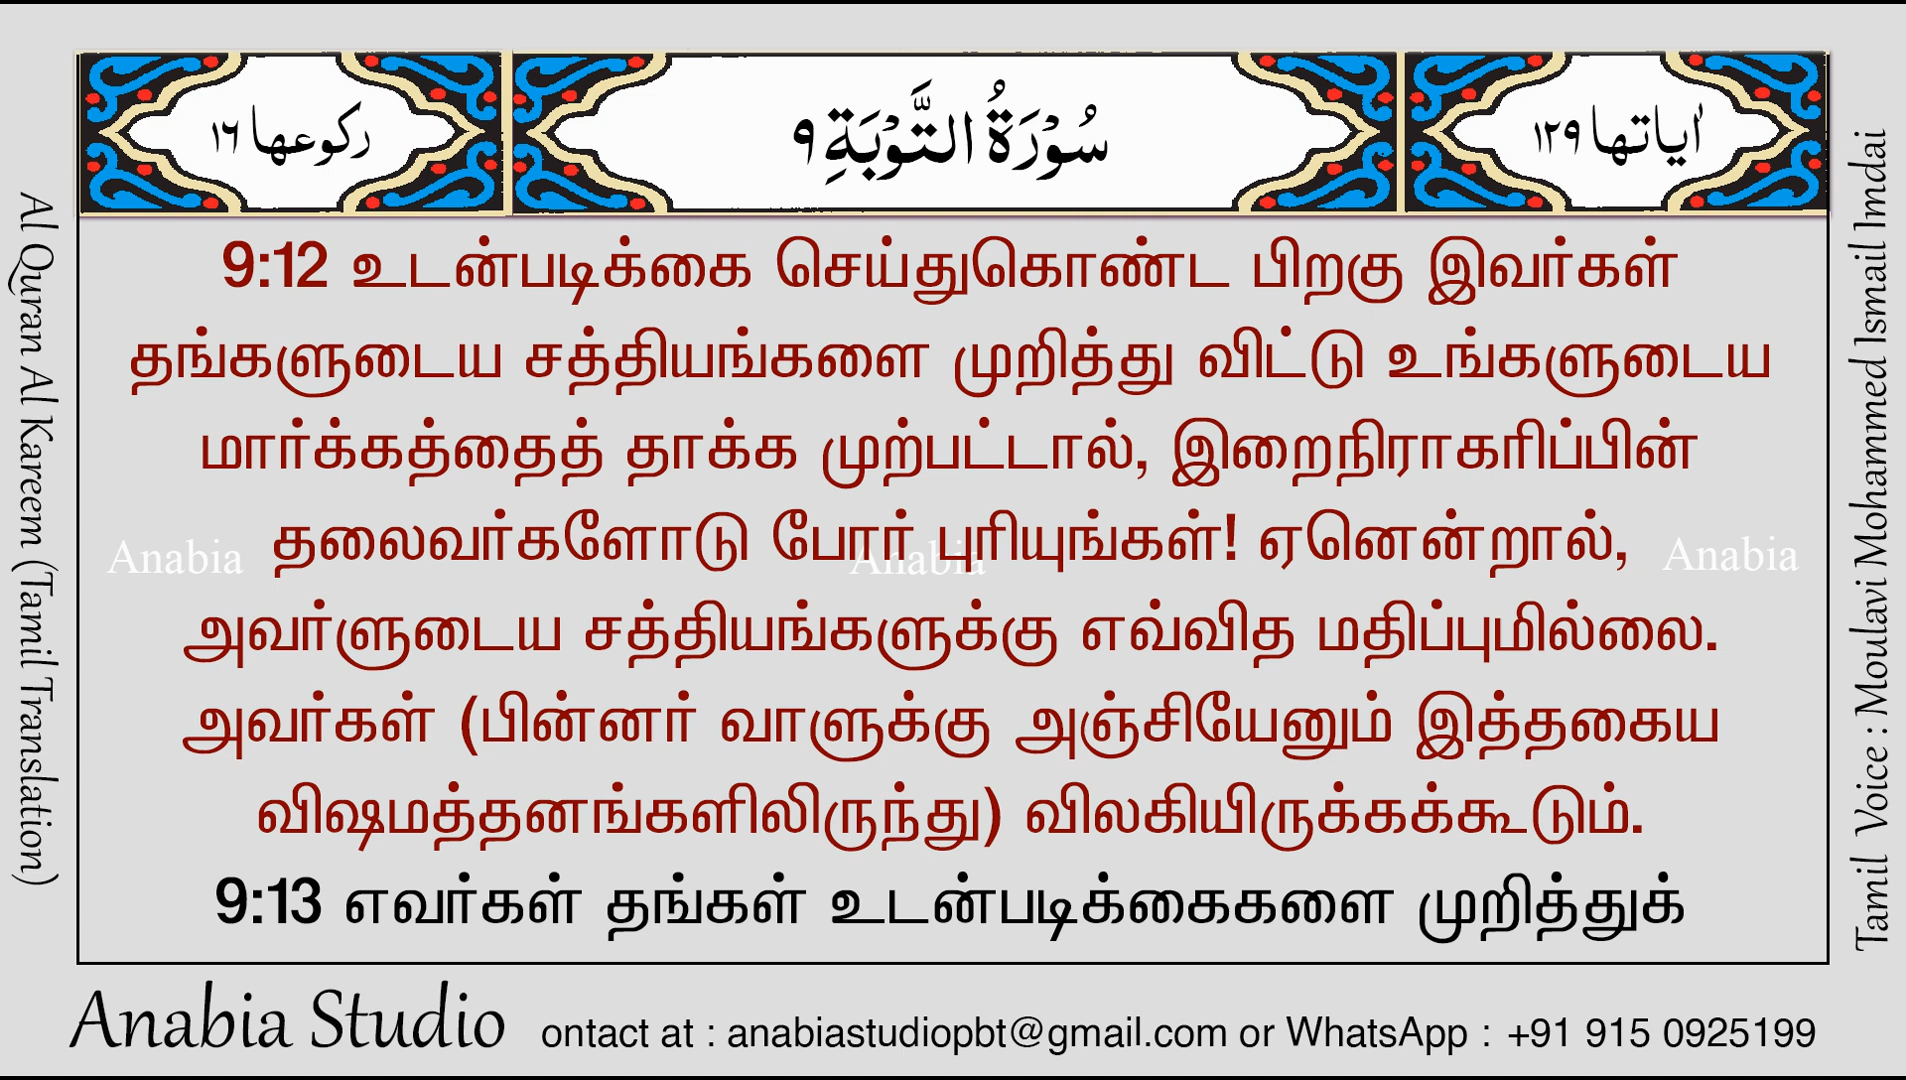 رکوعها ١٦
سُوْرَةُ التَّوْبَةِ ٩
اٰیاتها ١٢٩
9:12 உடன்படிக்கை செய்துகொண்ட பிறகு இவர்கள்
தங்களுடைய சத்தியங்களை முறித்து விட்டு உங்களுடைய
மார்க்கத்தைத் தாக்க முற்பட்டால், இறைநிராகரிப்பின்
தலைவர்களோடு போர் புரியுங்கள்! ஏனென்றால்,
அவர்ளுடைய சத்தியங்களுக்கு எவ்வித மதிப்புமில்லை.
அவர்கள் (பின்னர் வாளுக்கு அஞ்சியேனும் இத்தகைய
விஷமத்தனங்களிலிருந்து) விலகியிருக்கக்கூடும்.
9:13 எவர்கள் தங்கள் உடன்படிக்கைகளை முறித்துக்
Anabia
Anabia
Anabia
Al Quran Al Kareem (Tamil Translation)
Tamil Voice : Moulavi Mohammed Ismail Imdai
Anabia Studio
ontact at : anabiastudiopbt@gmail.com or WhatsApp : +91 915 0925199